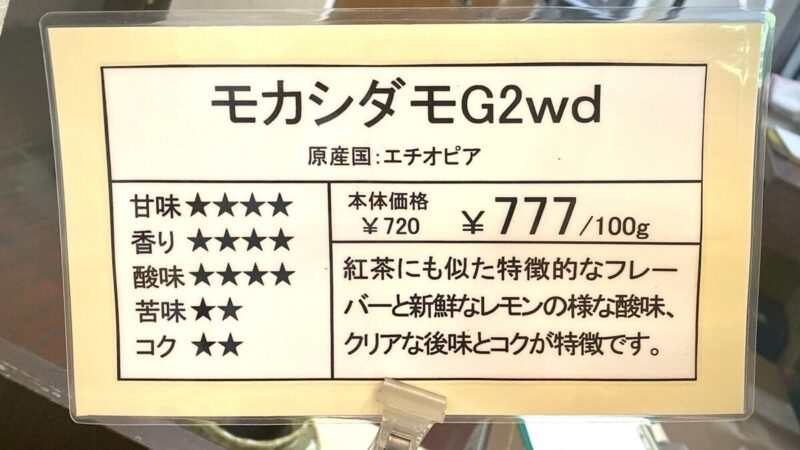 モカシダモG2wd
原産国：エチオピア
甘味★★★★
香り★★★★
酸味★★★★
苦味★★
コク★★
本体価格
￥720
￥777/100g
紅茶にも似た特徴的なフレー
バーと新鮮なレモンの様な酸味、
クリアな後味とコクが特徴です。